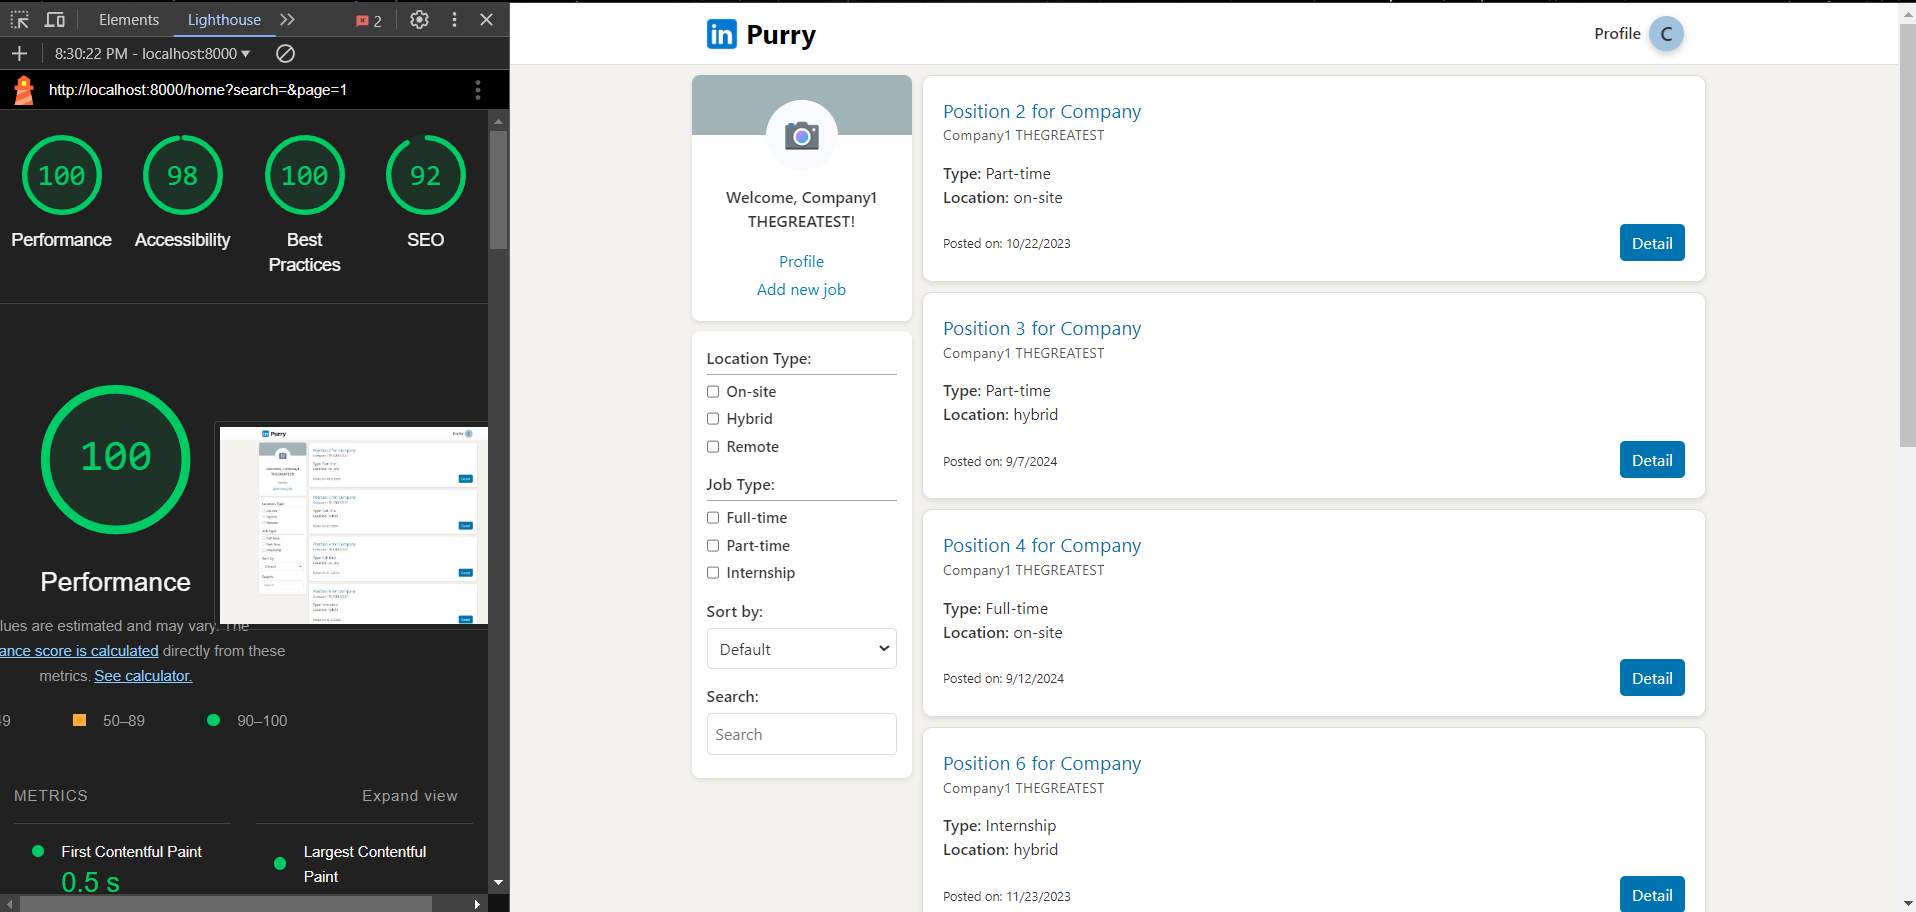 Elements Lighthouse 2
8:30:22 PM - localhost:8000
http://localhost:8000/home?search=&page=1
100 98 100 92
Performance Accessibility Best Practices SEO
100
Performance
lues are estimated and may vary. The
ance score is calculated directly from these
metrics. See calculator.
49 50–89 90–100
METRICS Expand view
First Contentful Paint
0.5 s
Largest Contentful
Paint
in Purry
Profile C
Welcome, Company1
THEGREATEST!
Profile
Add new job
Location Type:
On-site
Hybrid
Remote
Job Type:
Full-time
Part-time
Internship
Sort by:
Default
Search:
Search
Position 2 for Company
Company1 THEGREATEST
Type: Part-time
Location: on-site
Posted on: 10/22/2023
Detail
Position 3 for Company
Company1 THEGREATEST
Type: Part-time
Location: hybrid
Posted on: 9/7/2024
Detail
Position 4 for Company
Company1 THEGREATEST
Type: Full-time
Location: on-site
Posted on: 9/12/2024
Detail
Position 6 for Company
Company1 THEGREATEST
Type: Internship
Location: hybrid
Posted on: 11/23/2023
Detail